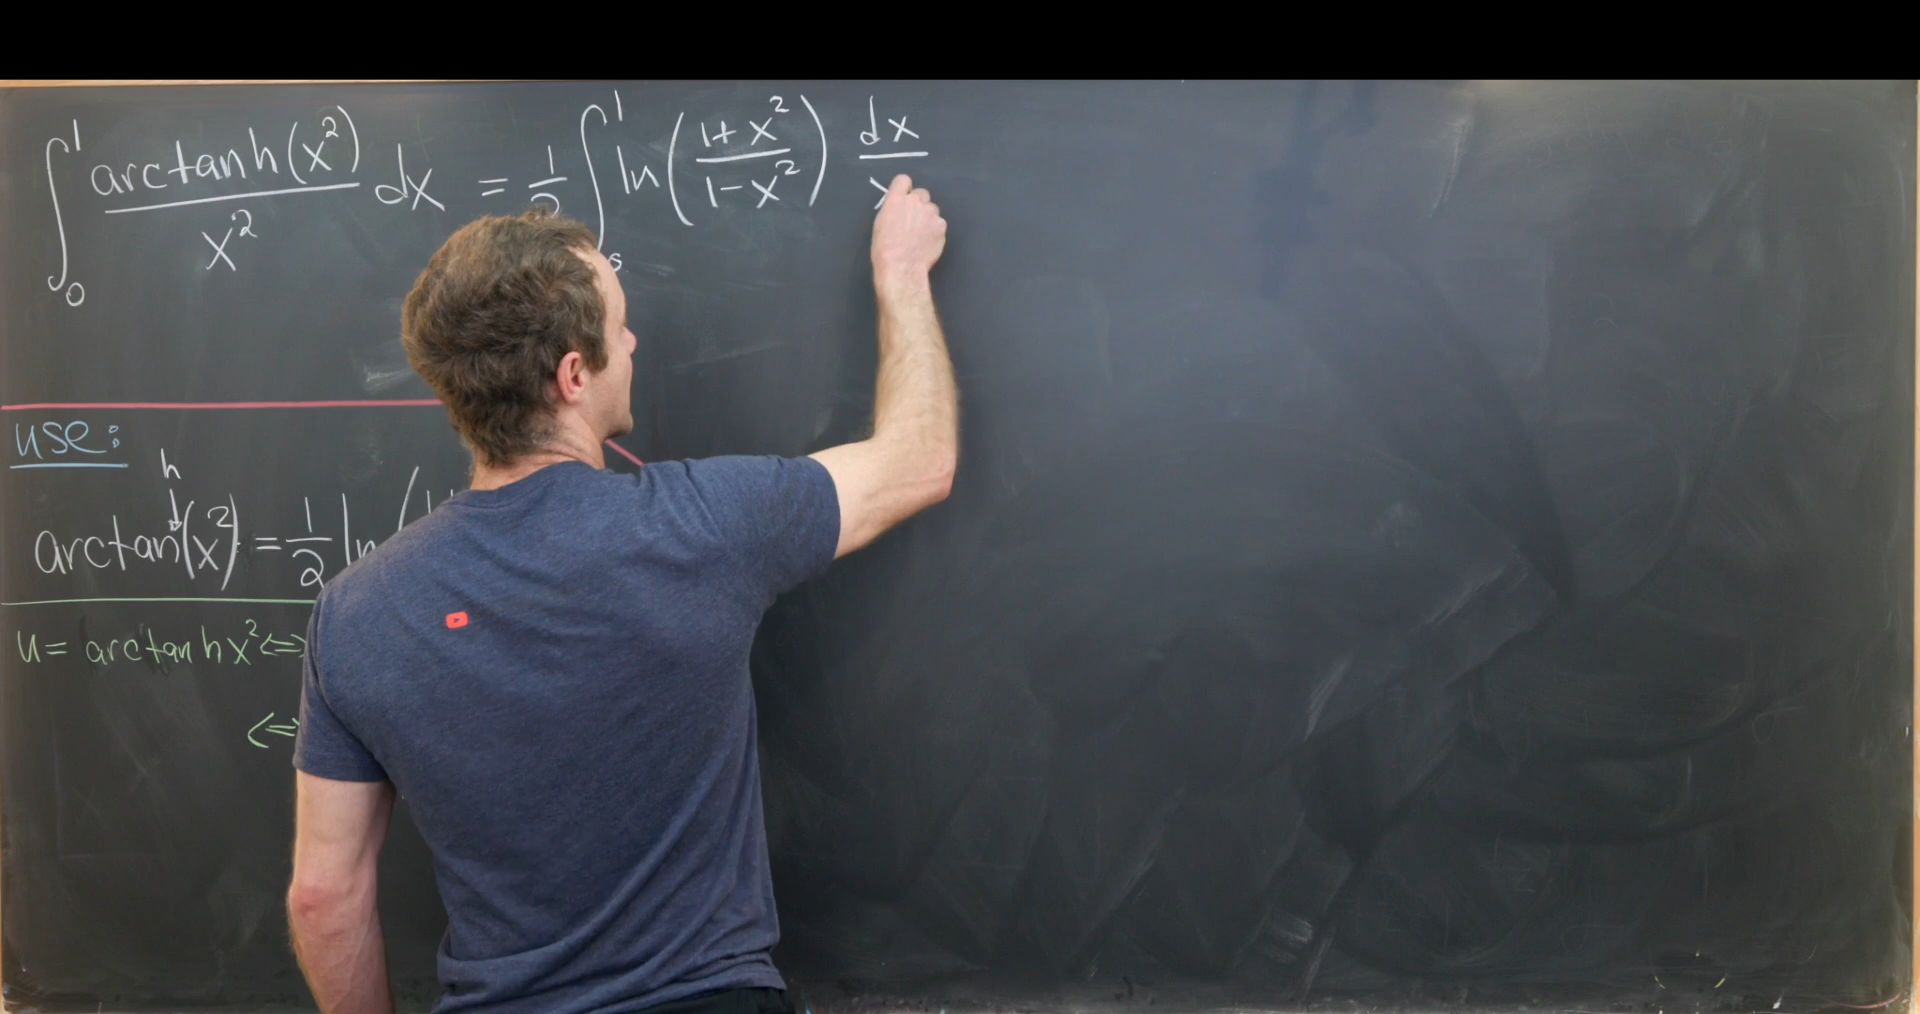 ∫₀¹ arctanh(x²)/x² dx = 1/2 ∫₀¹ ln((1+x²)/(1-x²)) dx/x
use:
h
arctan(x²) = 1/2 ln(
u = arctanh x² ⇔
⇔